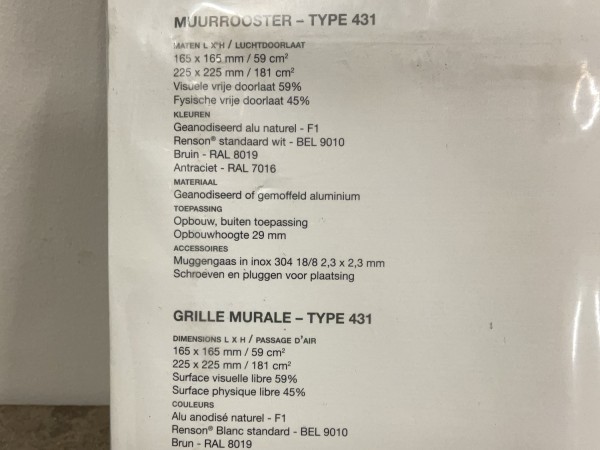 MUURROOSTER – TYPE 431
MATEN L X H / LUCHTDOORLAAT
165 x 165 mm / 59 cm²
225 x 225 mm / 181 cm²
Visuele vrije doorlaat 59%
Fysische vrije doorlaat 45%
KLEUREN
Geanodiseerd alu naturel - F1
Renson® standaard wit - BEL 9010
Bruin - RAL 8019
Antraciet - RAL 7016
MATERIAAL
Geanodiseerd of gemoffeld aluminium
TOEPASSING
Opbouw, buiten toepassing
Opbouwhoogte 29 mm
ACCESSOIRES
Muggengaas in inox 304 18/8 2,3 x 2,3 mm
Schroeven en pluggen voor plaatsing
GRILLE MURALE – TYPE 431
DIMENSIONS L X H / PASSAGE D'AIR
165 x 165 mm / 59 cm²
225 x 225 mm / 181 cm²
Surface visuelle libre 59%
Surface physique libre 45%
COULEURS
Alu anodisé naturel - F1
Renson® Blanc standard - BEL 9010
Brun - RAL 8019